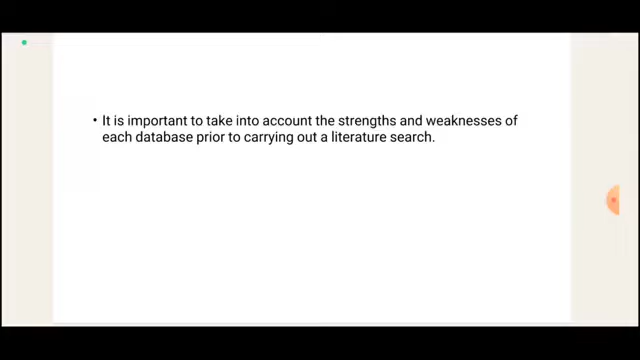 • It is important to take into account the strengths and weaknesses of
each database prior to carrying out a literature search.